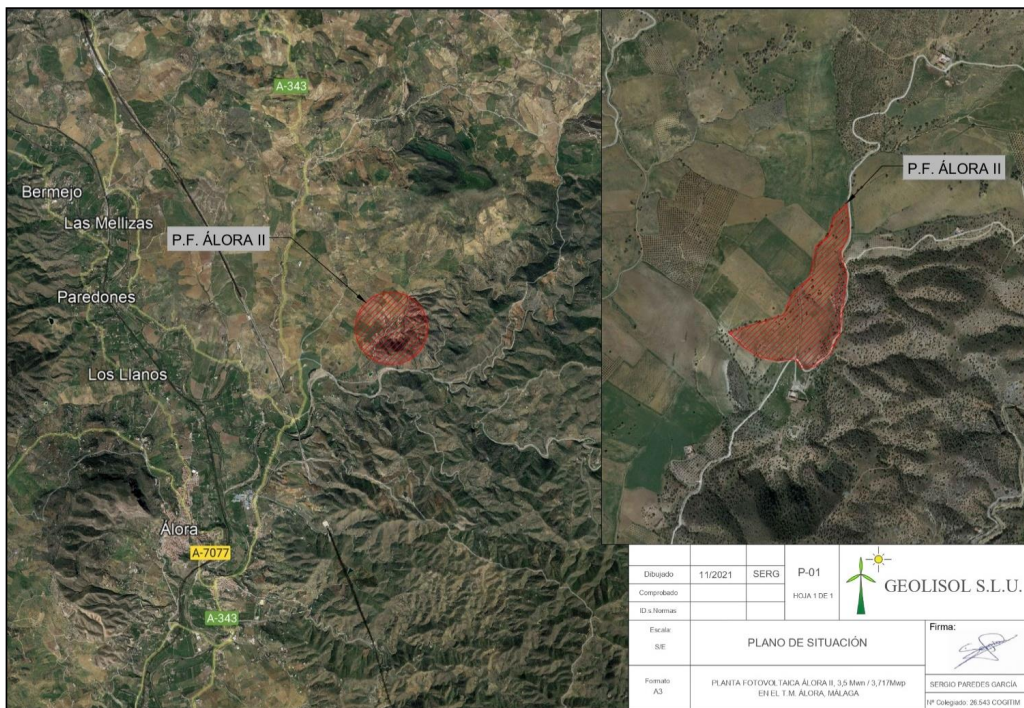 A-343
Bermejo
Las Mellizas
P.F. ÁLORA II
Paredones
Los Llanos
Álora
A-7077
A-343
P.F. ÁLORA II
Dibujado 11/2021 SERG
Comprobado
ID.s.Normas
P-01
HOJA 1 DE 1
GEOLISOL S.L.U.
Escala:
S/E
PLANO DE SITUACIÓN
Firma:
Formato
A3
PLANTA FOTOVOLTAICA ÁLORA II, 3,5 Mwn / 3,717Mwp
EN EL T.M. ÁLORA, MÁLAGA
SERGIO PAREDES GARCÍA
Nº Colegiado: 26.543 COGITIM